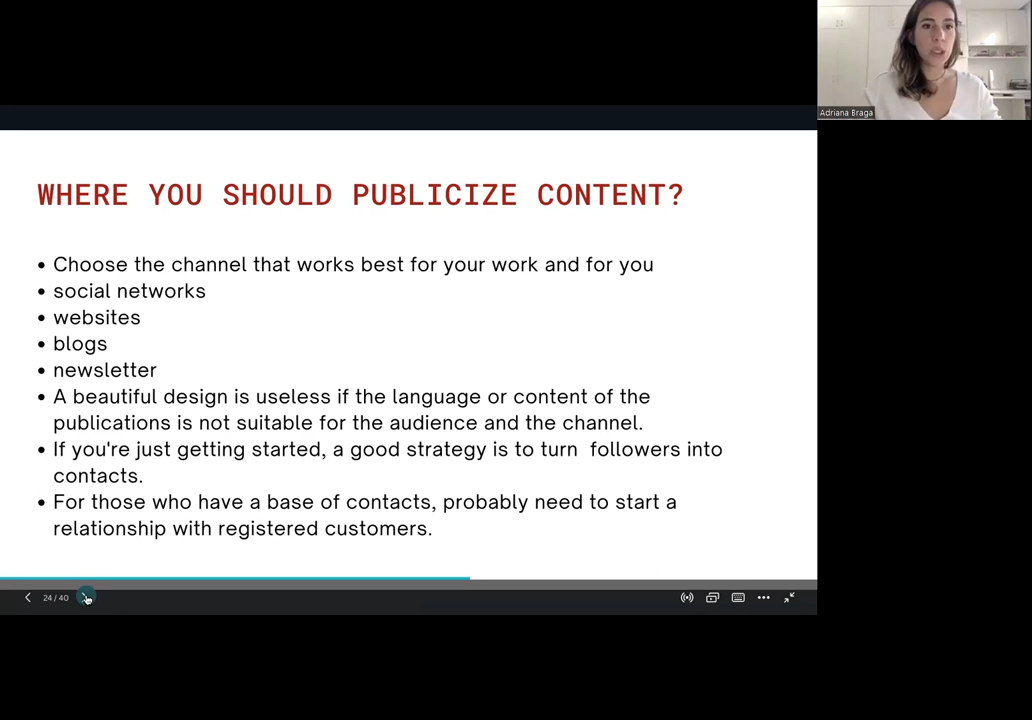 Adriana Braga
WHERE YOU SHOULD PUBLICIZE CONTENT?
• Choose the channel that works best for your work and for you
• social networks
• websites
• blogs
• newsletter
• A beautiful design is useless if the language or content of the
publications is not suitable for the audience and the channel.
• If you're just getting started, a good strategy is to turn  followers into
contacts.
• For those who have a base of contacts, probably need to start a
relationship with registered customers.
24 / 40